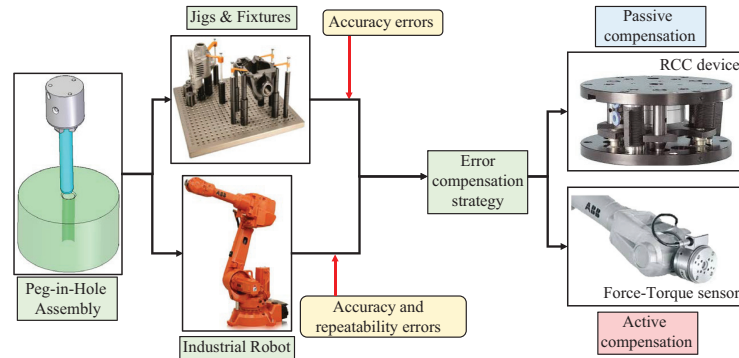 Jigs & Fixtures
Accuracy errors
Passive
compensation
RCC device
Error
compensation
strategy
ABB
Peg-in-Hole
Assembly
Accuracy and
repeatability errors
Force-Torque sensor
Industrial Robot
Active
compensation